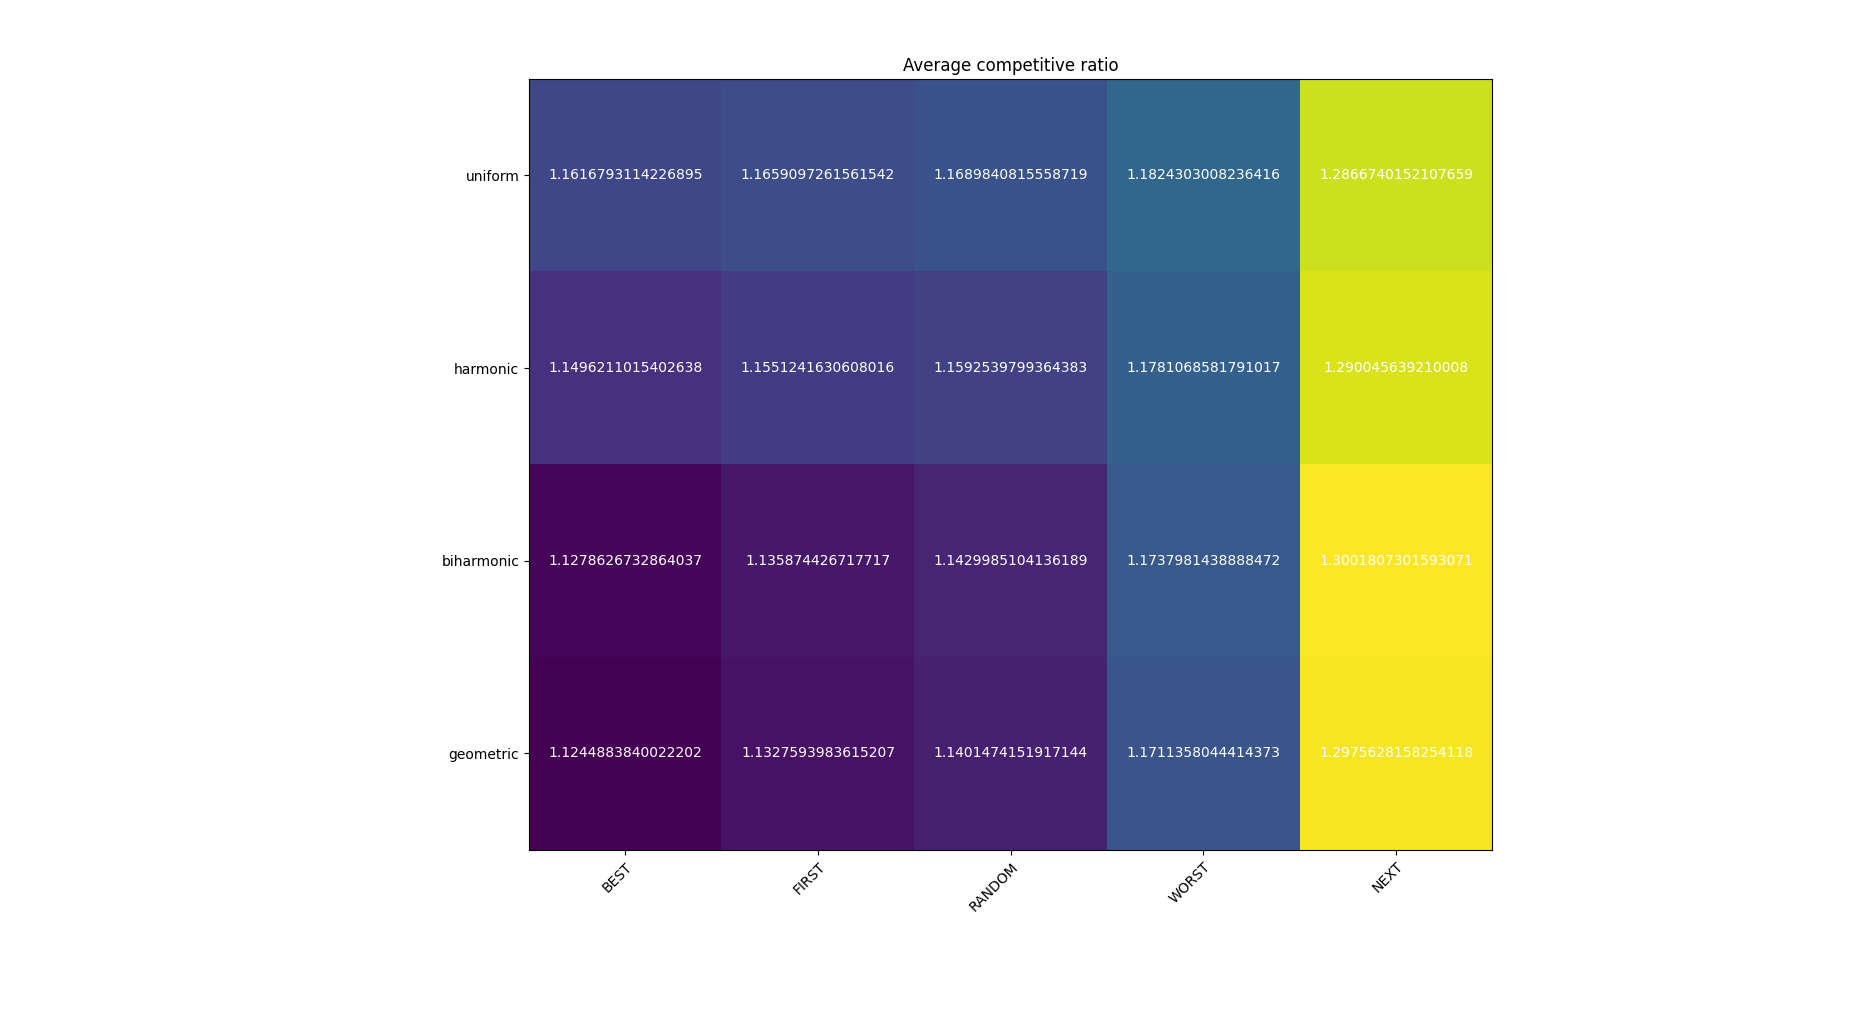 Average competitive ratio
uniform 1.1616793114226895 1.1659097261561542 1.1689840815558719 1.1824303008236416 1.2866740152107659
harmonic 1.1496211015402638 1.1551241630608016 1.1592539799364383 1.1781068581791017 1.290045639210008
biharmonic 1.1278626732864037 1.135874426717717 1.1429985104136189 1.1737981438888472 1.3001807301593071
geometric 1.1244883840022202 1.1327593983615207 1.1401474151917144 1.1711358044414373 1.2975628158254118
BEST FIRST RANDOM WORST NEXT